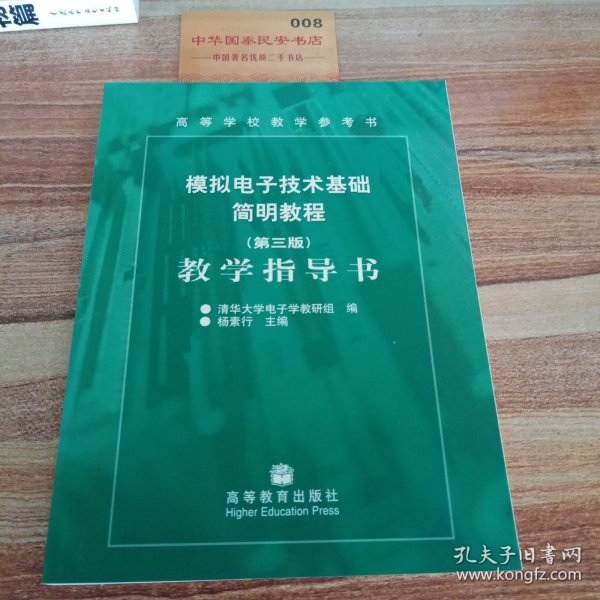 008
中华国泰民安书店
中国著名优质二手书店
高等学校教学参考书
模拟电子技术基础
简明教程
(第三版)
教学指导书
● 清华大学电子学教研组 编
● 杨素行 主编
高等教育出版社
Higher Education Press
孔夫子旧书网
www.kongfz.com